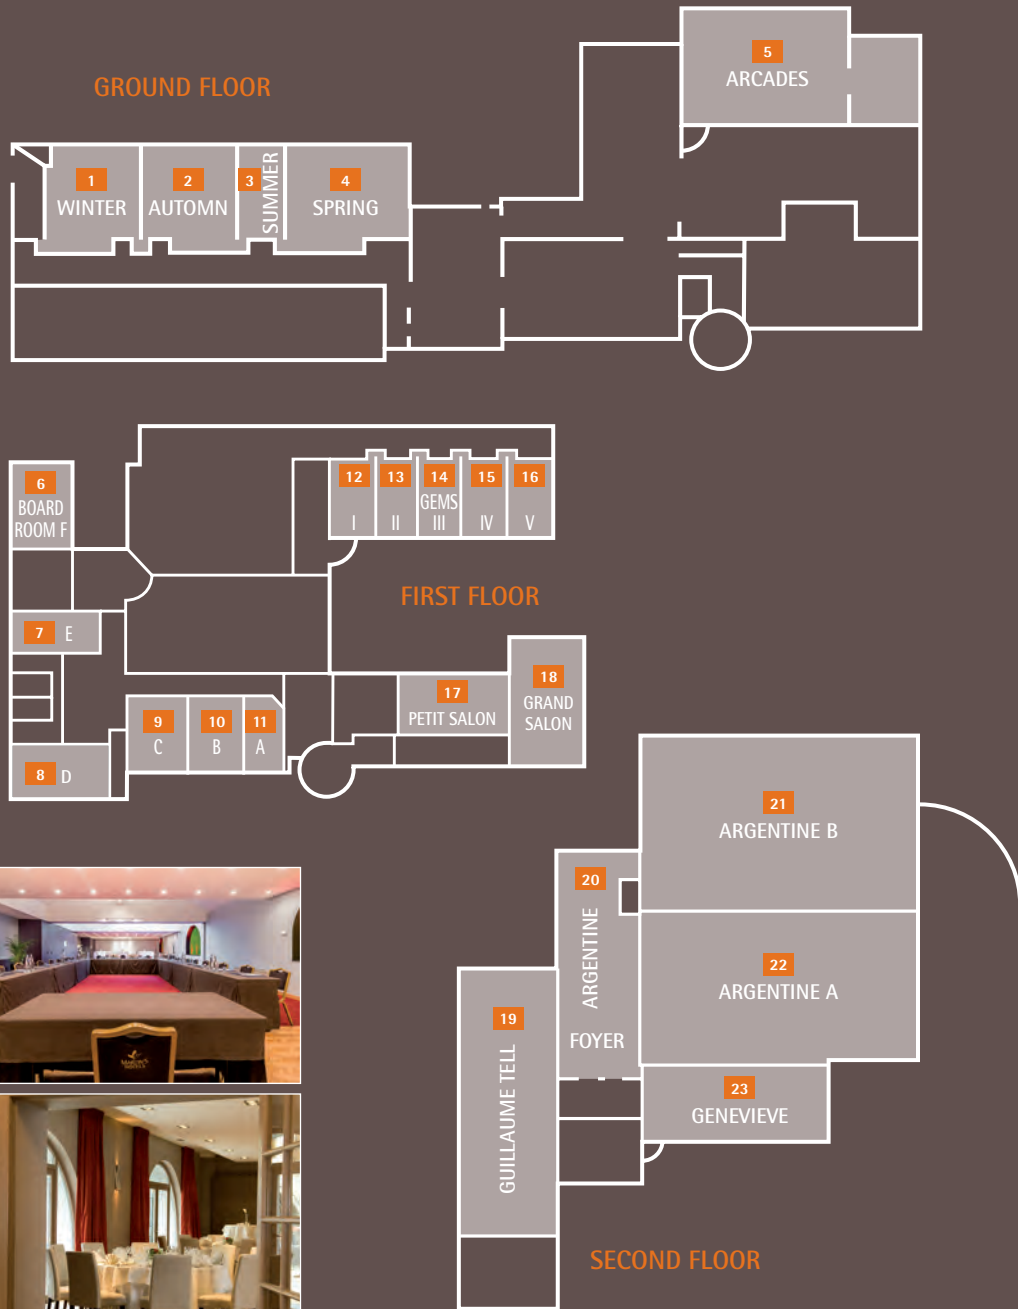 GROUND FLOOR
5
ARCADES
1
WINTER
2
AUTOMN
3
SUMMER
4
SPRING
6
BOARD
ROOM F
7 E
8 D
9
C
10
B
11
A
12
I
13
II
14
GEMS
III
15
IV
16
V
FIRST FLOOR
17
PETIT SALON
18
GRAND
SALON
19
GUILLAUME TELL
20
ARGENTINE
FOYER
21
ARGENTINE B
22
ARGENTINE A
23
GENEVIEVE
SECOND FLOOR